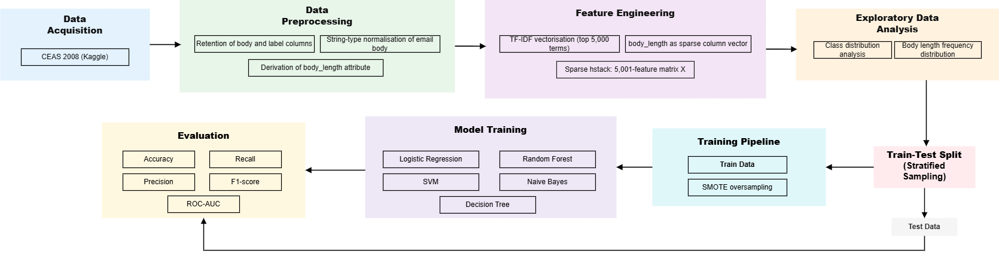 Data
Acquisition
CEAS 2008 (Kaggle)
Data
Preprocessing
Retention of body and label columns
String-type normalisation of email
body
Derivation of body_length attribute
Feature Engineering
TF-IDF vectorisation (top 5,000
terms)
body_length as sparse column vector
Sparse hstack: 5,001-feature matrix X
Exploratory Data
Analysis
Class distribution
analysis
Body length frequency
distribution
Train-Test Split
(Stratified
Sampling)
Test Data
Training Pipeline
Train Data
SMOTE oversampling
Model Training
Logistic Regression
Random Forest
SVM
Naive Bayes
Decision Tree
Evaluation
Accuracy
Recall
Precision
F1-score
ROC-AUC